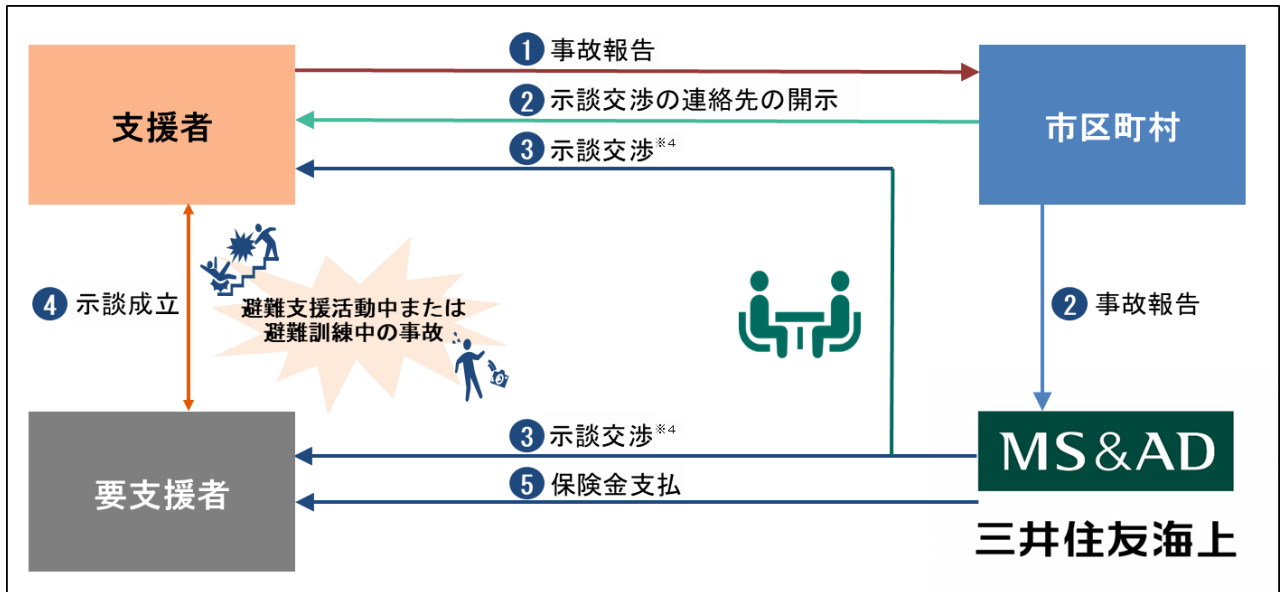 1 事故報告
2 示談交渉の連絡先の開示
3 示談交渉※4
支援者
市区町村
4 示談成立
避難支援活動中または
避難訓練中の事故
2 事故報告
3 示談交渉※4
5 保険金支払
要支援者
MS&AD
三井住友海上